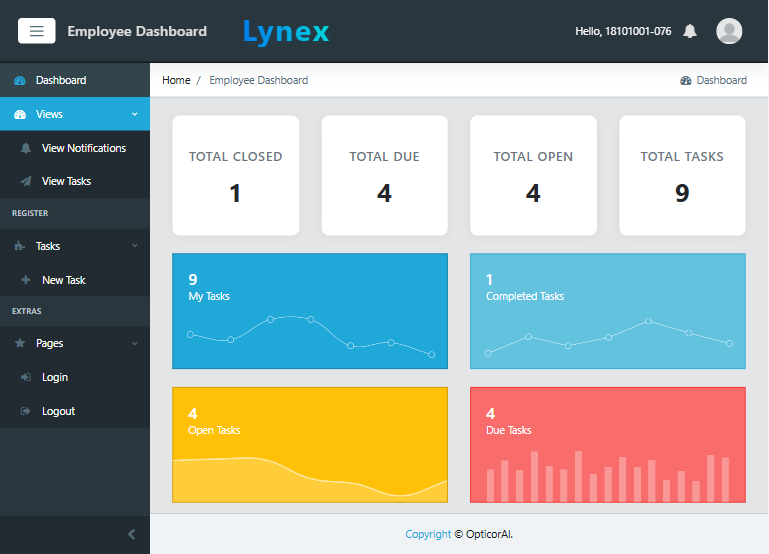 Employee Dashboard
Lynex
Hello, 18101001-076
Dashboard
Views
View Notifications
View Tasks
REGISTER
Tasks
New Task
EXTRAS
Pages
Login
Logout
Home / Employee Dashboard
Dashboard
TOTAL CLOSED
1
TOTAL DUE
4
TOTAL OPEN
4
TOTAL TASKS
9
9
My Tasks
1
Completed Tasks
4
Open Tasks
4
Due Tasks
Copyright © OpticorAI.